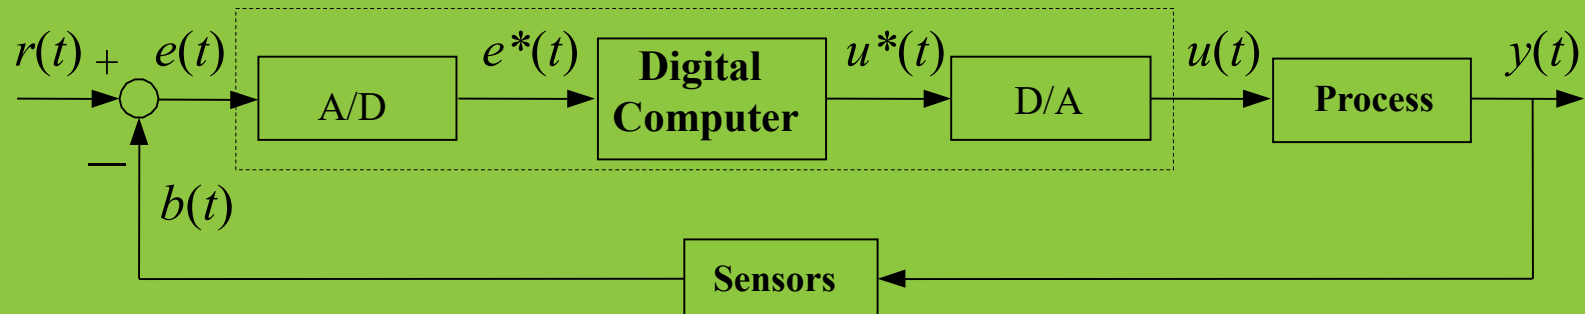 r(t) + e(t) e*(t) Digital Computer u*(t) u(t) y(t)
A/D D/A Process
−
b(t)
Sensors